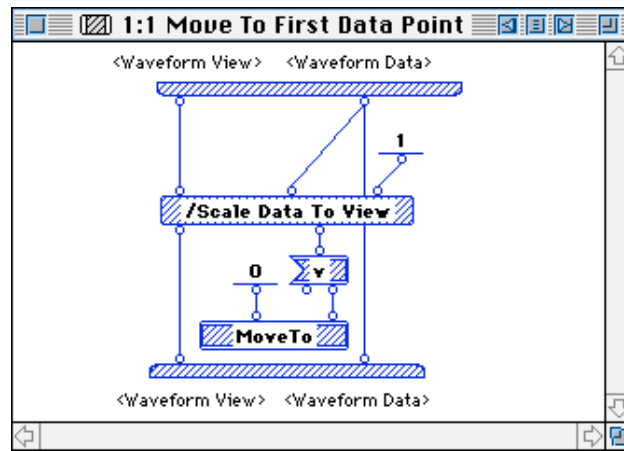 1:1 Move To First Data Point
<Waveform View> <Waveform Data>
1
/Scale Data To View
0
v
MoveTo
<Waveform View> <Waveform Data>